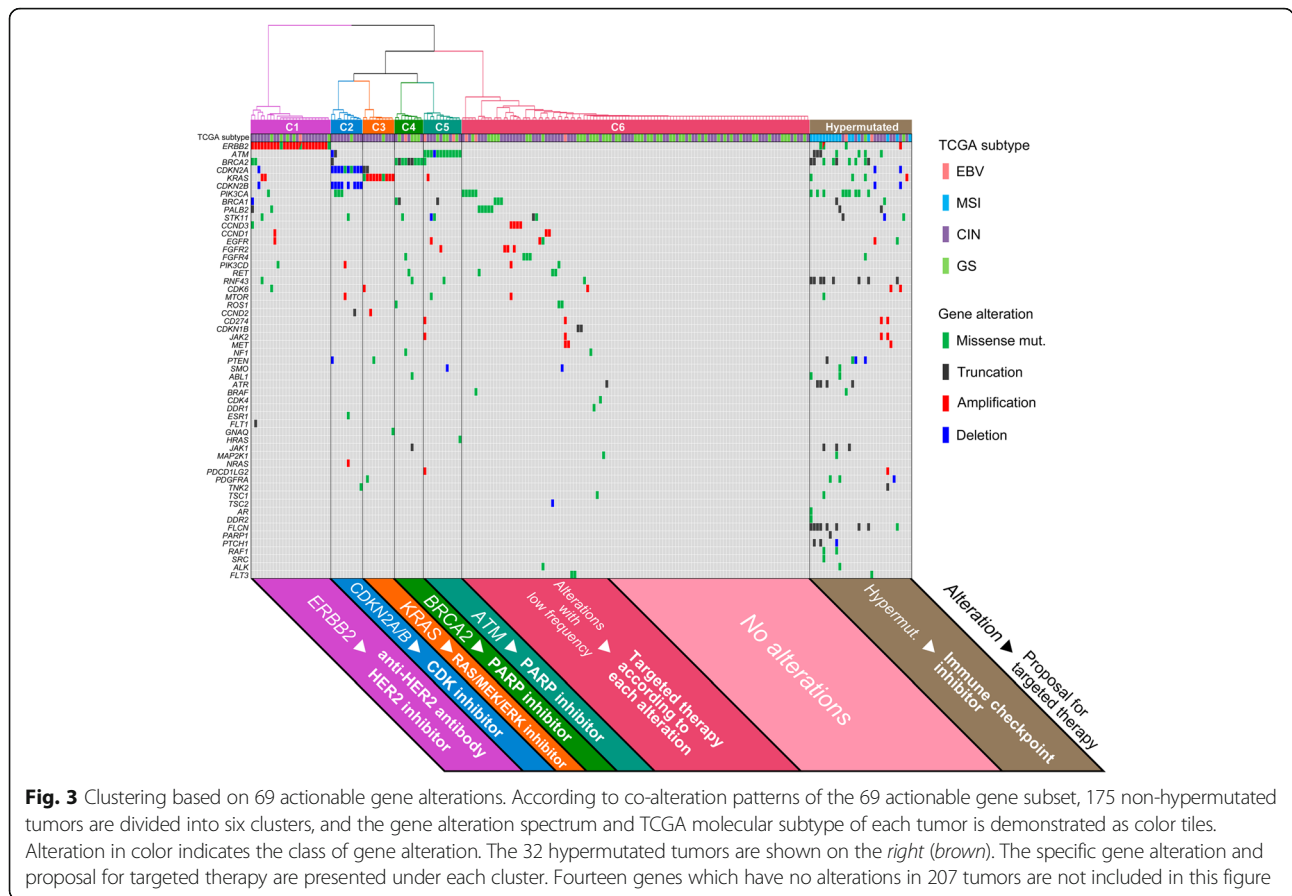 C1 C2 C3 C4 C5 C6 Hypermutated
TCGA subtype
ERBB2
ATM
BRCA2
CDKN2A
KRAS
CDKN2B
PIK3CA
BRCA1
PALB2
STK11
CCND3
CCND1
EGFR
FGFR2
FGFR4
PIK3CD
RET
RNF43
CDK6
MTOR
ROS1
CCND2
CD274
CDKN1B
JAK2
MET
NF1
PTEN
SMO
ABL1
ATR
BRAF
CDK4
DDR1
ESR1
FLT1
GNAQ
HRAS
JAK1
MAP2K1
NRAS
PDCD1LG2
PDGFRA
TNK2
TSC1
TSC2
AR
DDR2
FLCN
PARP1
PTCH1
RAF1
SRC
ALK
FLT3
TCGA subtype
EBV
MSI
CIN
GS
Gene alteration
Missense mut.
Truncation
Amplification
Deletion
ERBB2 ▶ anti-HER2 antibody
HER2 inhibitor
CDKN2A/B ▶ CDK inhibitor
KRAS ▶ RAS/MEK/ERK inhibitor
BRCA2 ▶ PARP inhibitor
ATM ▶ PARP inhibitor
Alterations
with
low frequency
▶ Targeted therapy
according to
each alteration
No alterations
Hypermut. ▶ Immune checkpoint
inhibitor
Alteration ▶ Proposal for
targeted therapy
Fig. 3 Clustering based on 69 actionable gene alterations. According to co-alteration patterns of the 69 actionable gene subset, 175 non-hypermutated
tumors are divided into six clusters, and the gene alteration spectrum and TCGA molecular subtype of each tumor is demonstrated as color tiles.
Alteration in color indicates the class of gene alteration. The 32 hypermutated tumors are shown on the right (brown). The specific gene alteration and
proposal for targeted therapy are presented under each cluster. Fourteen genes which have no alterations in 207 tumors are not included in this figure